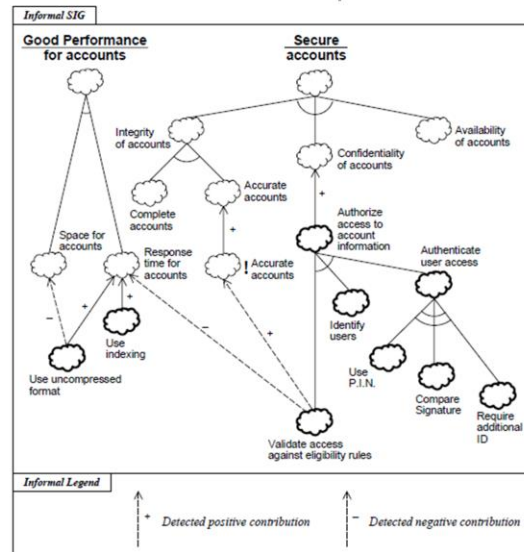 Informal SIG
Good Performance
for accounts
Secure
accounts
Integrity
of accounts
Availability
of accounts
Confidentiality
of accounts
+
Complete
accounts
Accurate
accounts
Authorize
access to
account
information
+
Space for
accounts
Response
time for
accounts
! Accurate
accounts
Authenticate
user access
− + +
− +
Identify
users
Use
indexing
Use uncompressed
format
Use
P.I.N.
Compare
Signature
Require
additional
ID
Validate access
against eligibility rules
Informal Legend
+ Detected positive contribution
− Detected negative contribution